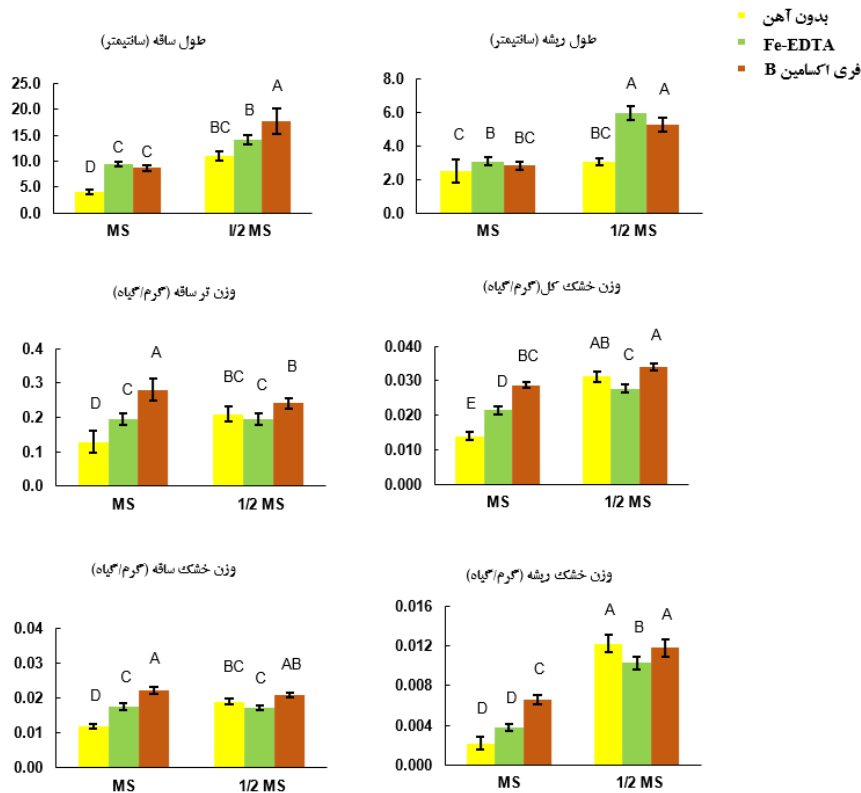 بدون آهن
Fe-EDTA
فری اکسامین B
طول ساقه (سانتیمتر)
25.0
20.0
15.0
10.0
5.0
0.0
D C C BC B A
MS I/2 MS
طول ریشه (سانتیمتر)
8.0
6.0
4.0
2.0
0.0
C B BC BC A A
MS 1/2 MS
وزن تر ساقه (گرم/گیاه)
0.4
0.3
0.2
0.1
0.0
D C A BC C B
MS 1/2 MS
وزن خشک کل(گرم/گیاه)
0.040
0.030
0.020
0.010
0.000
E D BC AB C A
MS 1/2 MS
وزن خشک ساقه (گرم/گیاه)
0.04
0.03
0.02
0.01
0.00
D C A BC C AB
MS 1/2 MS
وزن خشک ریشه (گرم/گیاه)
0.016
0.012
0.008
0.004
0.000
D D C A B A
MS 1/2 MS